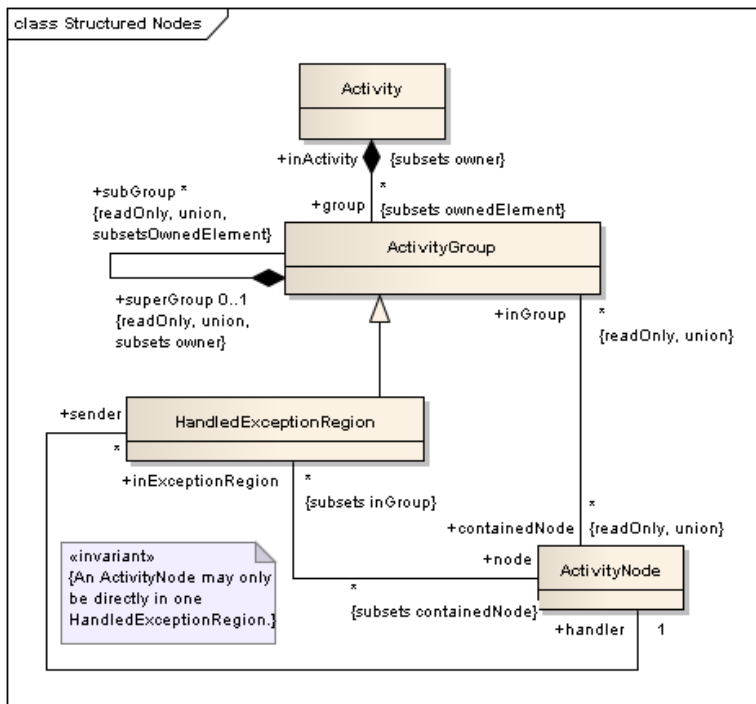 class Structured Nodes
Activity
+inActivity
{subsets owner}
+subGroup *
{readOnly, union,
subsetsOwnedElement}
*
+group
{subsets ownedElement}
ActivityGroup
+superGroup 0..1
{readOnly, union,
subsets owner}
+inGroup
*
{readOnly, union}
+sender
*
HandledExceptionRegion
+inExceptionRegion
*
{subsets inGroup}
*
+containedNode
{readOnly, union}
«invariant»
{An ActivityNode may only
be directly in one
HandledExceptionRegion.}
+node
ActivityNode
*
{subsets containedNode}
+handler
1